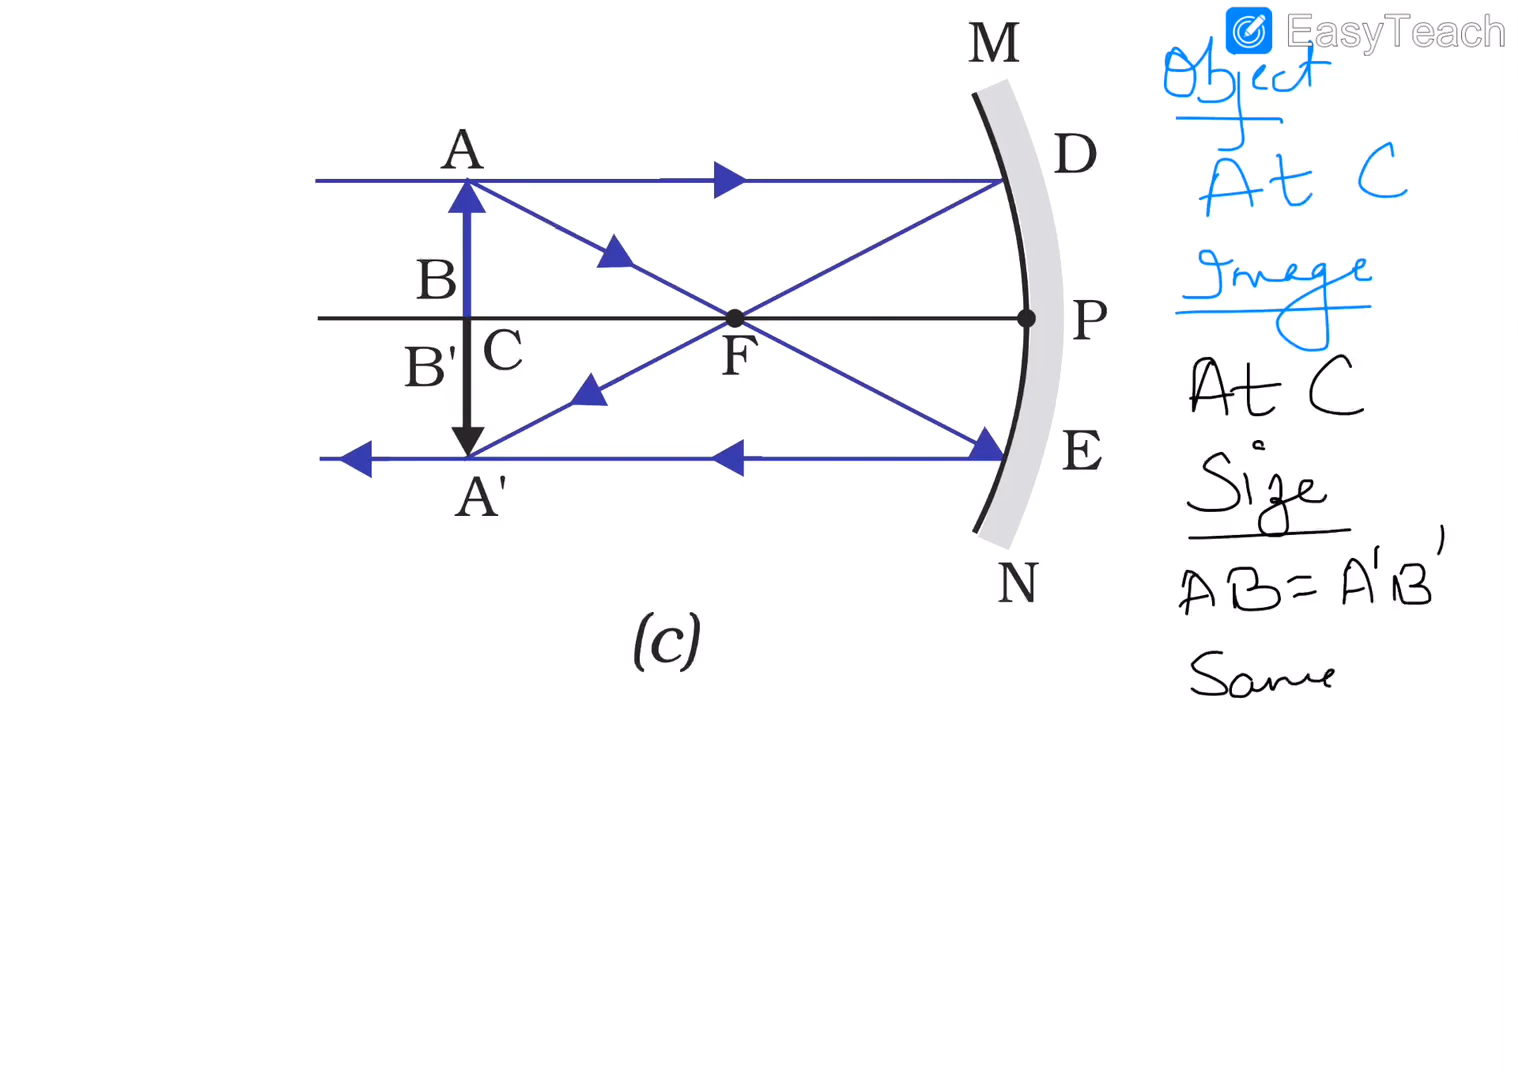 EasyTeach
M
Object
A
D
At C
B
Image
P
B'
C
F
At C
E
Size
A'
N
AB = A'B'
(c)
Same